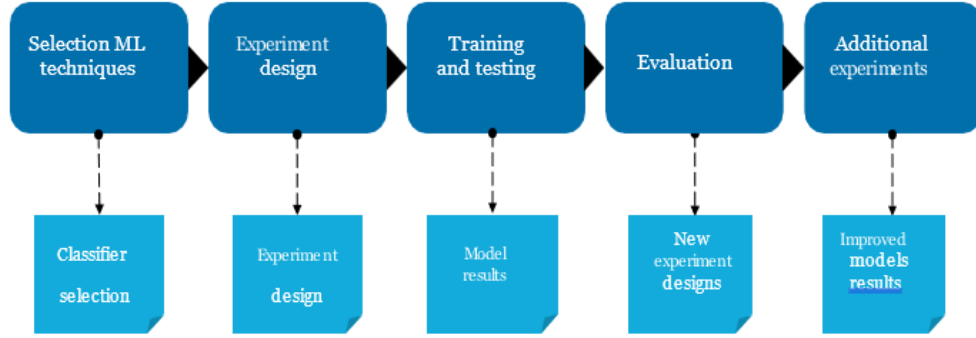 Selection ML
techniques
Experiment
design
Training
and testing
Evaluation
Additional
experiments
Classifier
selection
Experiment
design
Model
results
New
experiment
designs
Improved
models
results